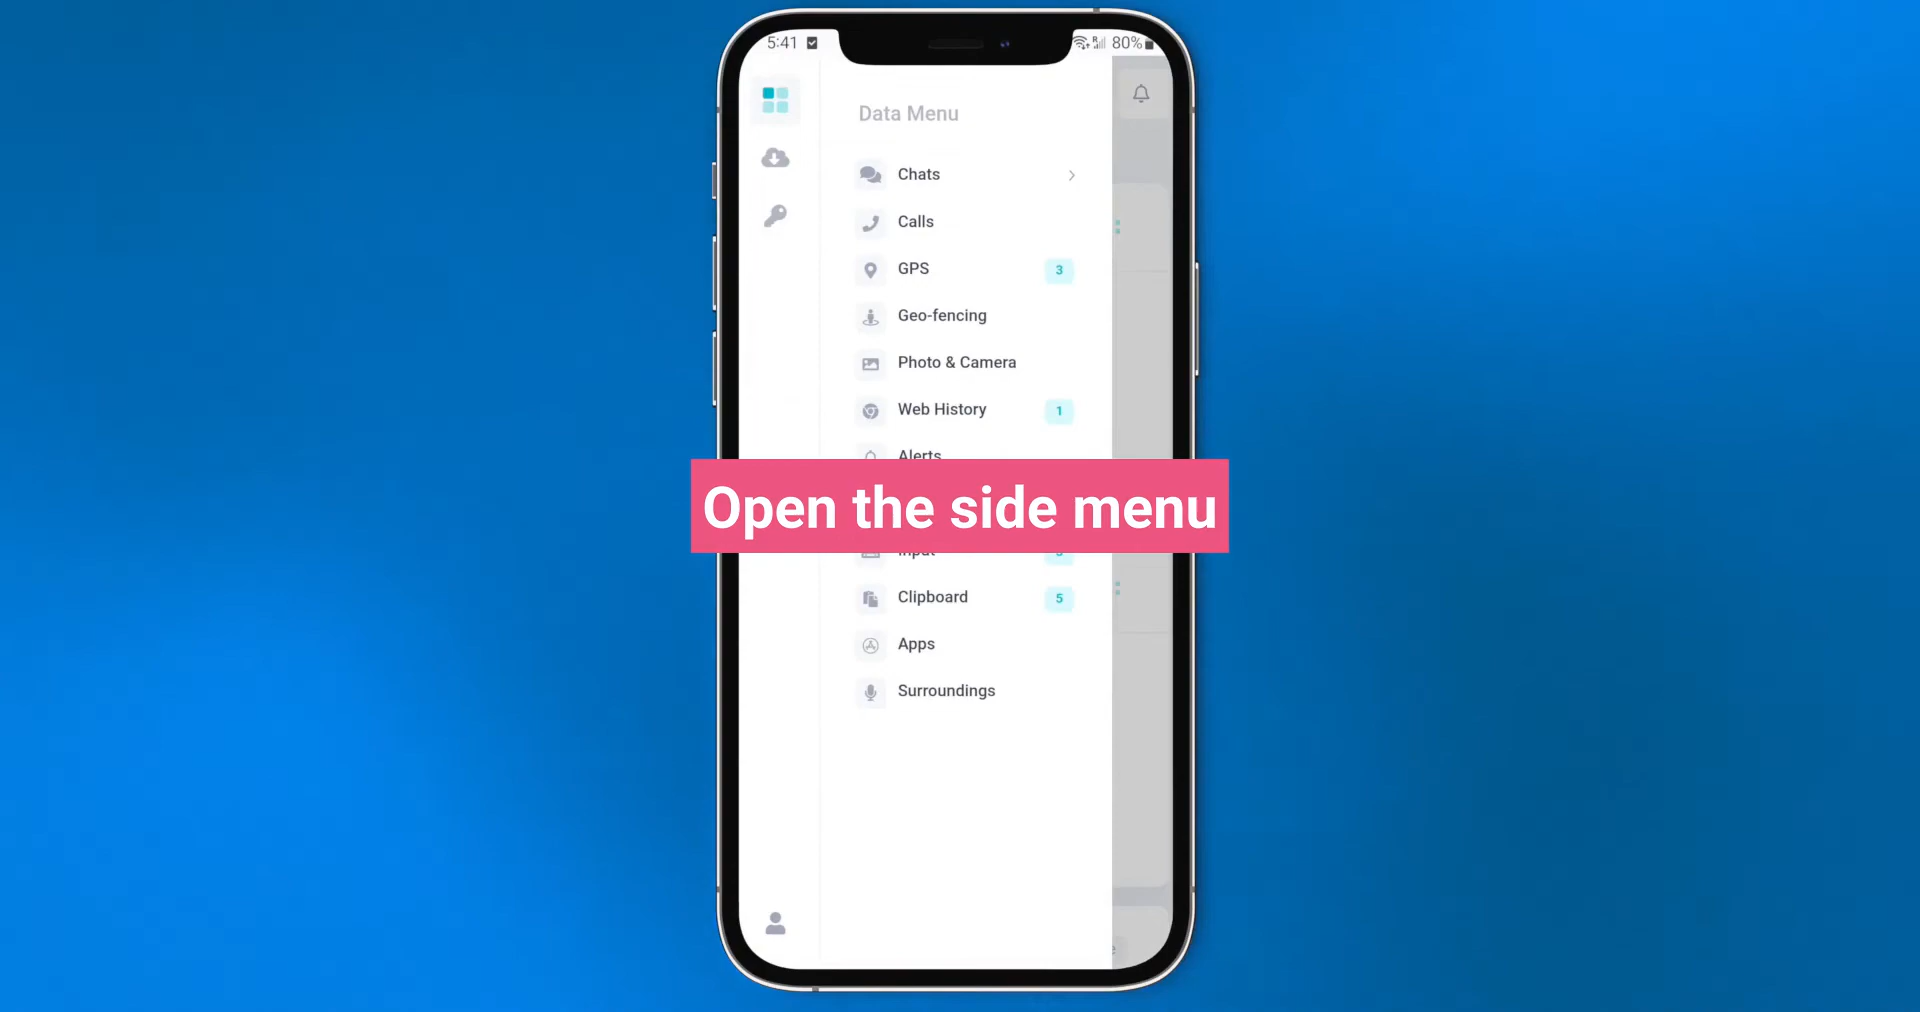 5:41
80%
Data Menu
Chats
Calls
GPS 3
Geo-fencing
Photo & Camera
Web History 1
Alerts
Open the side menu
Input
Clipboard 5
Apps
Surroundings